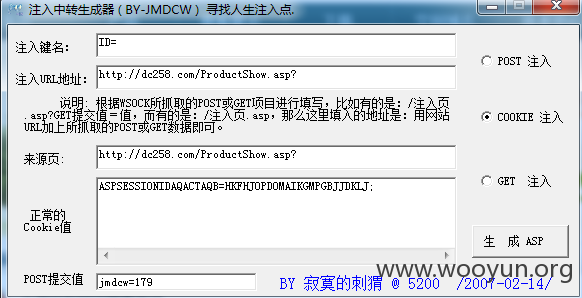 注入中转生成器(BY-JMDCW) 寻找人生注入点.
注入键名: ID=
POST 注入
注入URL地址: http://dc258.com/ProductShow.asp?
说明: 根据WSOCK所抓取的POST或GET项目进行填写,比如有的是: /注入页
.asp?GET提交值=值,而有的是: /注入页.asp,那么这里填入的地址是: 用网站
URL加上所抓取的POST或GET数据即可。
COOKIE 注入
来源页: http://dc258.com/ProductShow.asp?
GET 注入
正常的
Cookie值
ASPSESSIONIDAQACTAQB=HKFHJOPDOMAIKGMPGBJJDKLJ;
生 成 ASP
www.wooyun.org
POST提交值 jmdcw=179
BY 寂寞的刺猬 @ 5200 /2007-02-14/